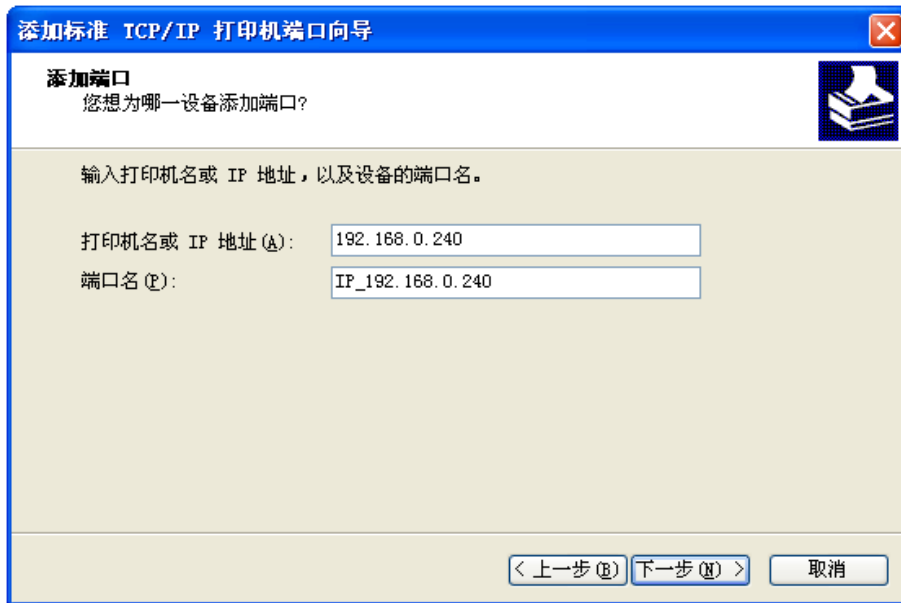 添加标准 TCP/IP 打印机端口向导
添加端口
您想为哪一设备添加端口?
输入打印机名或 IP 地址，以及设备的端口名。
打印机名或 IP 地址(A): 192.168.0.240
端口名(P): IP_192.168.0.240
< 上一步(B) 下一步(N) > 取消